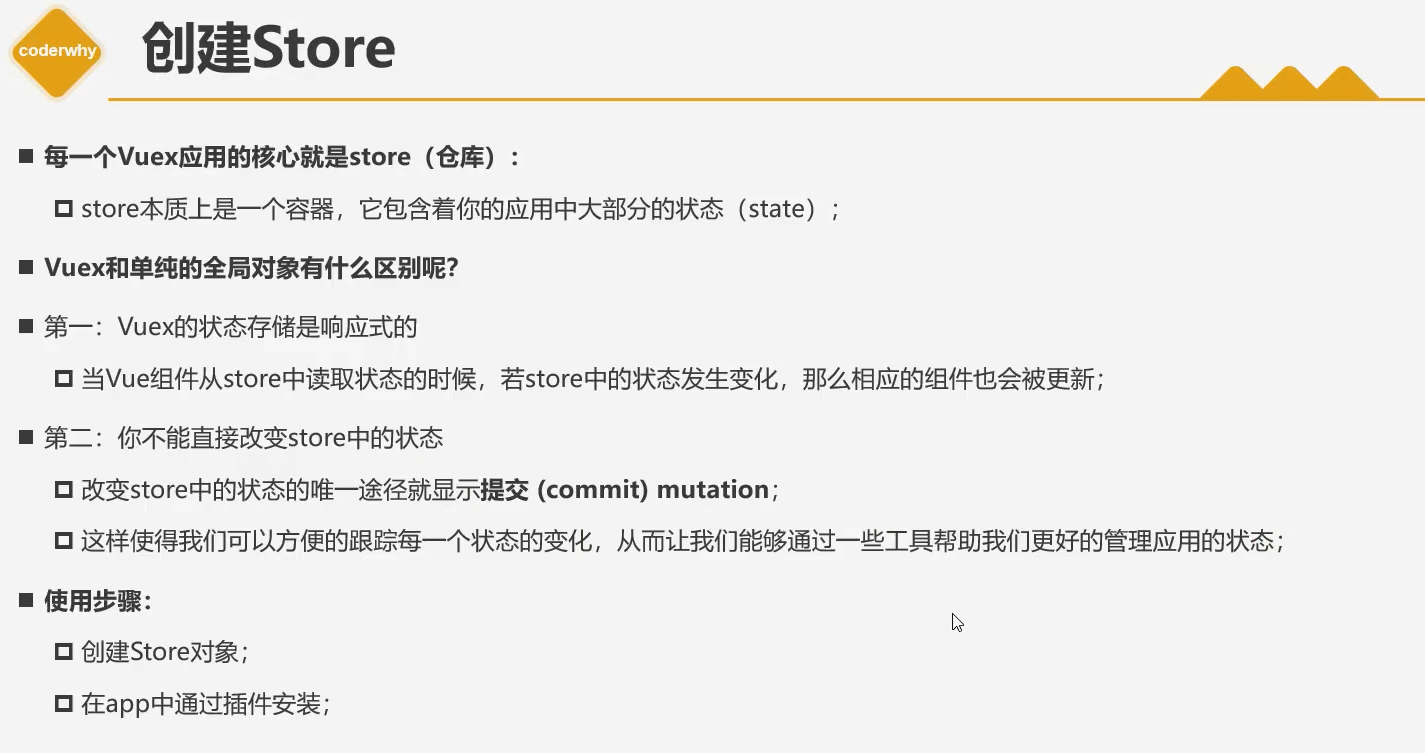 coderwhy
创建Store
每一个Vuex应用的核心就是store（仓库）：
store本质上是一个容器，它包含着你的应用中大部分的状态（state）；
Vuex和单纯的全局对象有什么区别呢？
第一：Vuex的状态存储是响应式的
当Vue组件从store中读取状态的时候，若store中的状态发生变化，那么相应的组件也会被更新；
第二：你不能直接改变store中的状态
改变store中的状态的唯一途径就显示提交 (commit) mutation；
这样使得我们可以方便的跟踪每一个状态的变化，从而让我们能够通过一些工具帮助我们更好的管理应用的状态；
使用步骤：
创建Store对象；
在app中通过插件安装；